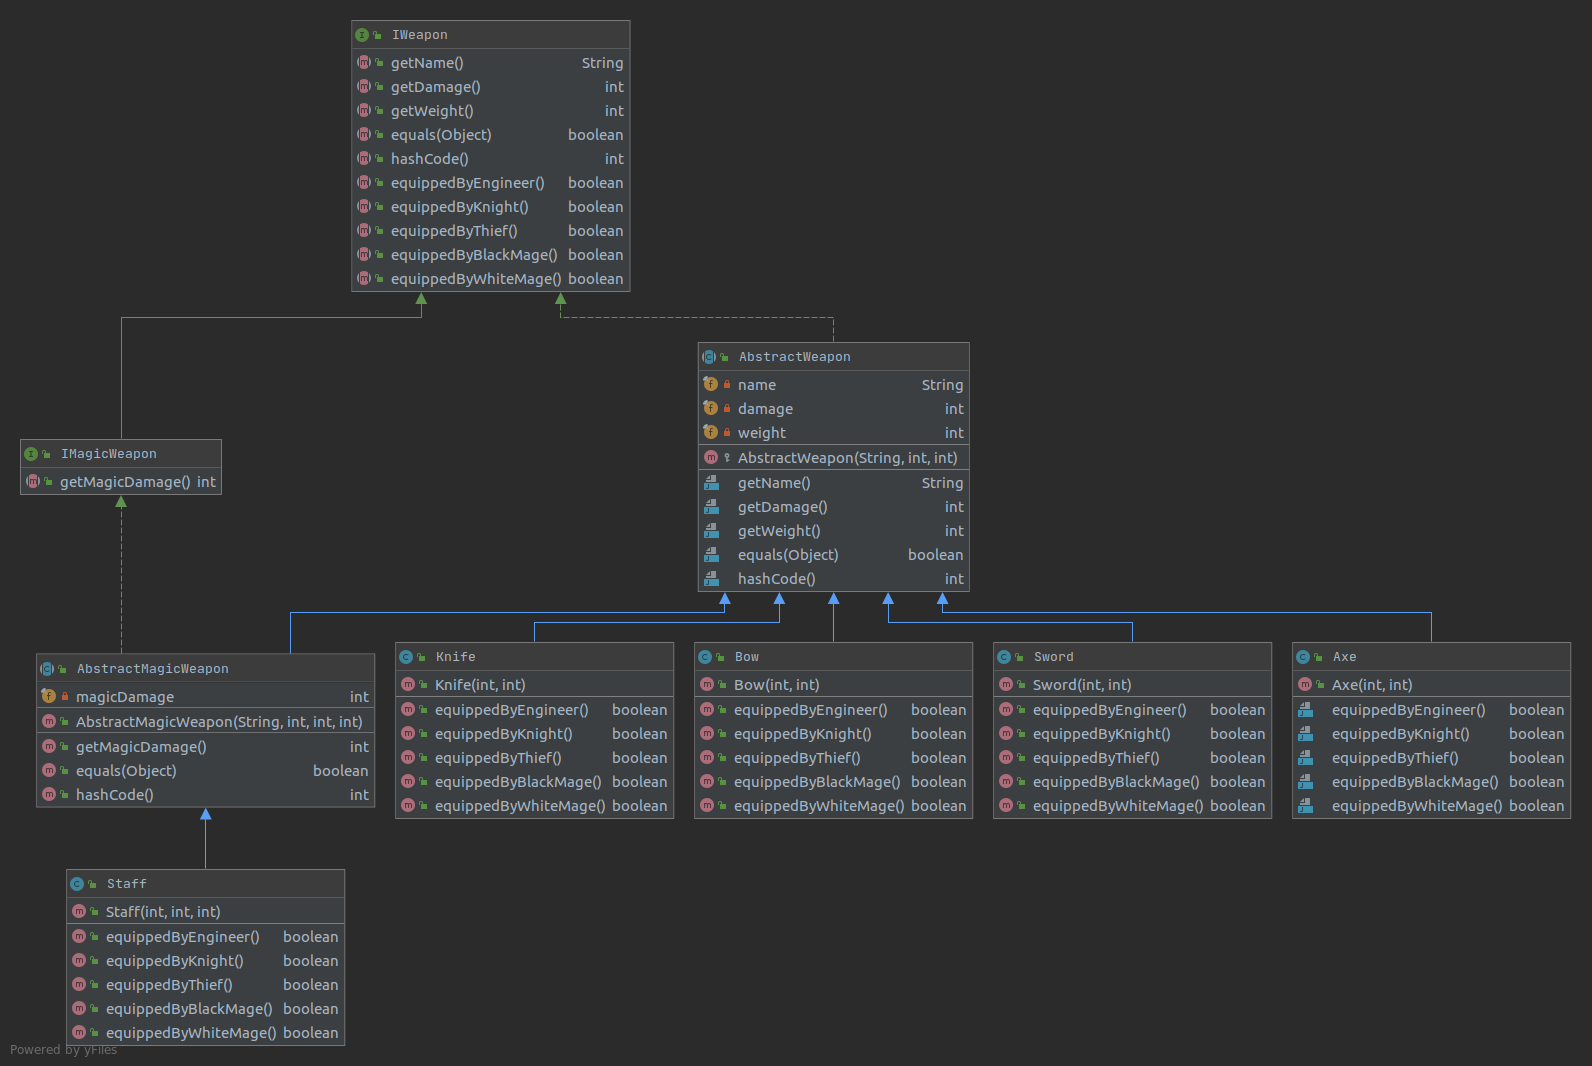 IWeapon
getName() String
getDamage() int
getWeight() int
equals(Object) boolean
hashCode() int
equippedByEngineer() boolean
equippedByKnight() boolean
equippedByThief() boolean
equippedByBlackMage() boolean
equippedByWhiteMage() boolean
AbstractWeapon
name String
damage int
weight int
AbstractWeapon(String, int, int)
getName() String
getDamage() int
getWeight() int
equals(Object) boolean
hashCode() int
IMagicWeapon
getMagicDamage() int
AbstractMagicWeapon
magicDamage int
AbstractMagicWeapon(String, int, int, int)
getMagicDamage() int
equals(Object) boolean
hashCode() int
Knife
Knife(int, int)
equippedByEngineer() boolean
equippedByKnight() boolean
equippedByThief() boolean
equippedByBlackMage() boolean
equippedByWhiteMage() boolean
Bow
Bow(int, int)
equippedByEngineer() boolean
equippedByKnight() boolean
equippedByThief() boolean
equippedByBlackMage() boolean
equippedByWhiteMage() boolean
Sword
Sword(int, int)
equippedByEngineer() boolean
equippedByKnight() boolean
equippedByThief() boolean
equippedByBlackMage() boolean
equippedByWhiteMage() boolean
Axe
Axe(int, int)
equippedByEngineer() boolean
equippedByKnight() boolean
equippedByThief() boolean
equippedByBlackMage() boolean
equippedByWhiteMage() boolean
Staff
Staff(int, int, int)
equippedByEngineer() boolean
equippedByKnight() boolean
equippedByThief() boolean
equippedByBlackMage() boolean
equippedByWhiteMage() boolean
Powered by yFiles